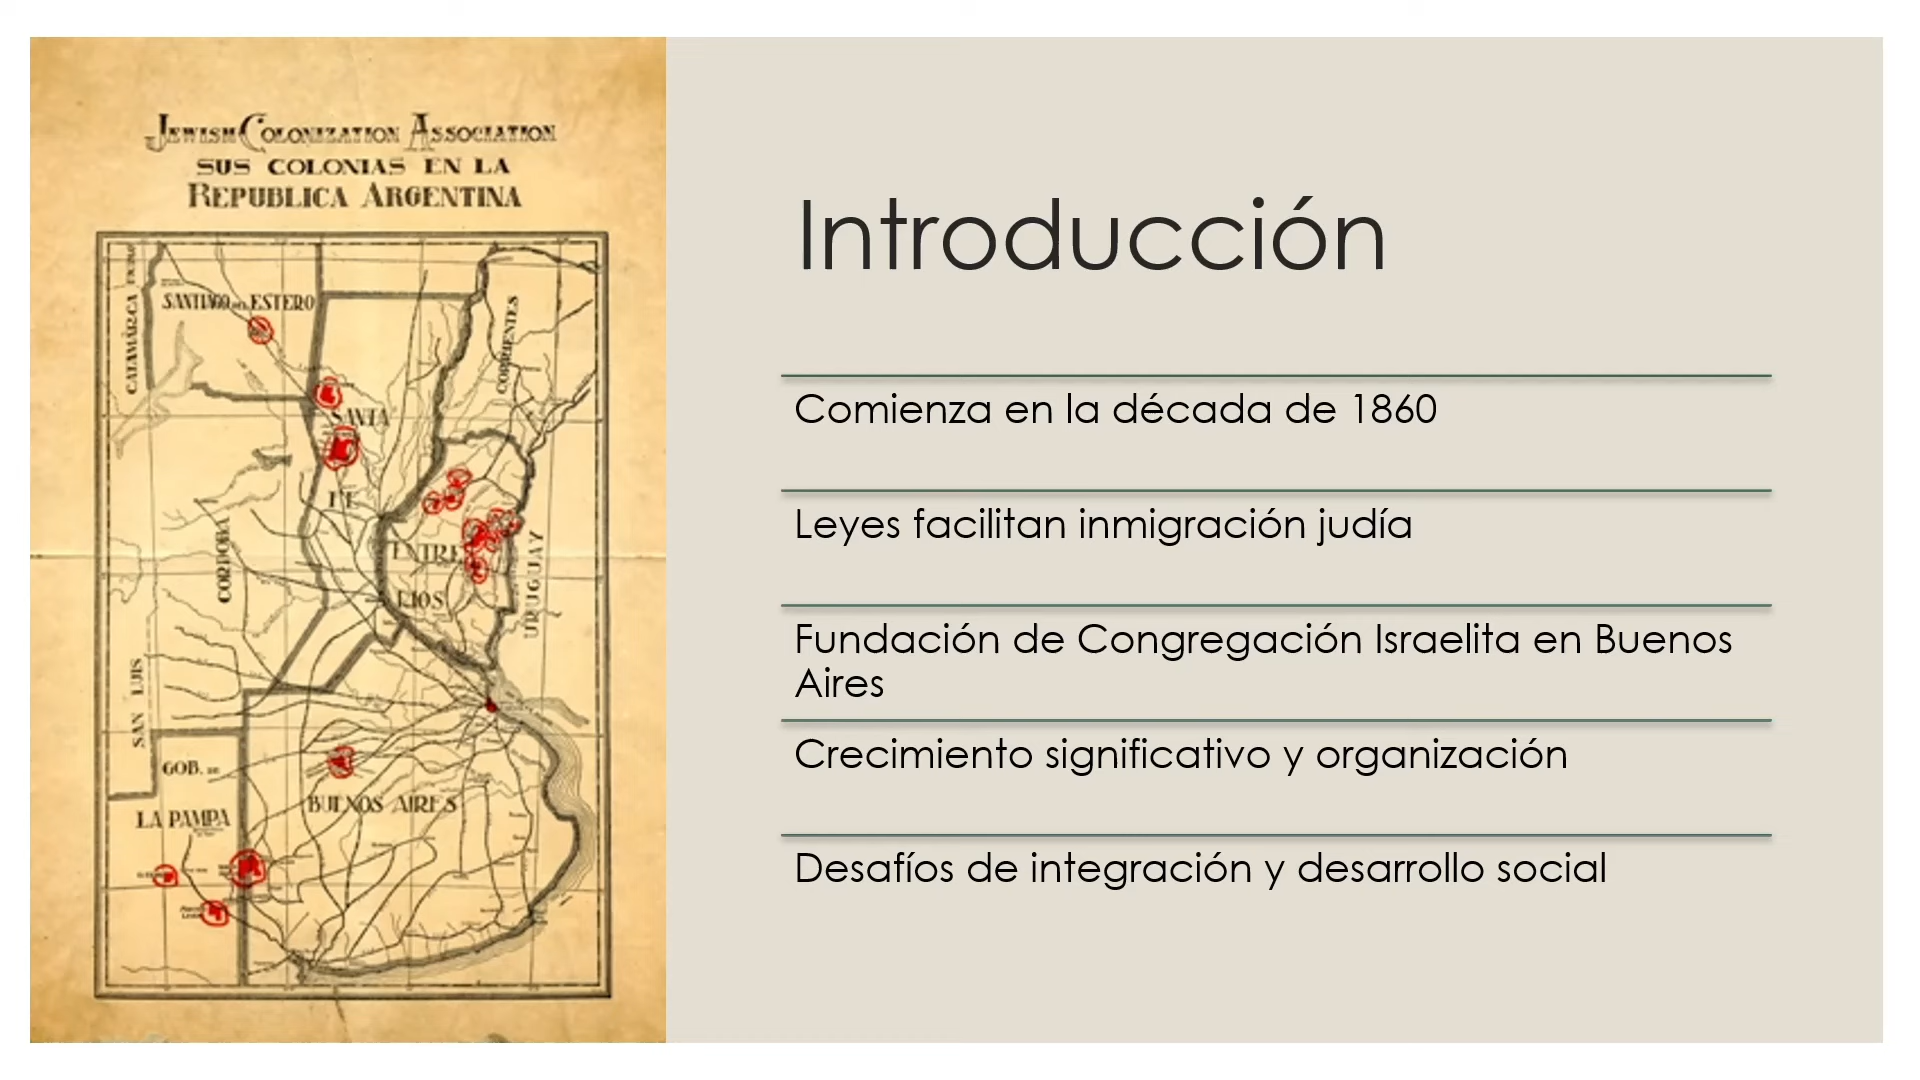 Jewish Colonization Association
SUS COLONIAS EN LA
REPUBLICA ARGENTINA
CATAMARCA
SANTIAGO DEL ESTERO
CORRIENTES
SANTA
FE
CORDOBA
ENTRE
RIOS
URUGUAY
SAN LUIS
GOB. DE
LA PAMPA
BUENOS AIRES
Introducción
Comienza en la década de 1860
Leyes facilitan inmigración judía
Fundación de Congregación Israelita en Buenos
Aires
Crecimiento significativo y organización
Desafíos de integración y desarrollo social